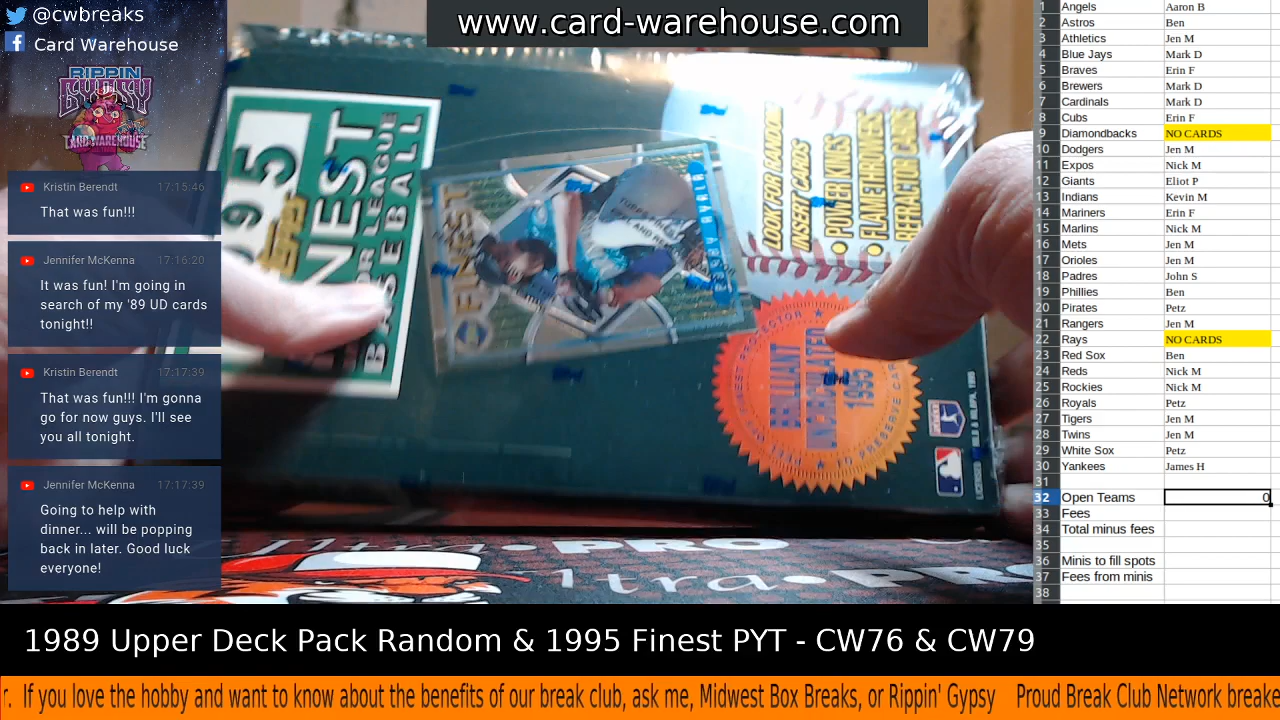 @cwbreaks
Card Warehouse
RIPPIN
GYPSY
CARD WAREHOUSE
www.card-warehouse.com
Kristin Berendt 17:15:46
That was fun!!!
Jennifer McKenna 17:16:20
It was fun! I'm going in
search of my '89 UD cards
tonight!!
Kristin Berendt 17:17:39
That was fun!!! I'm gonna
go for now guys. I'll see
you all tonight.
Jennifer McKenna 17:17:39
Going to help with
dinner... will be popping
back in later. Good luck
everyone!
Topps
BASEBALL
FINEST
LOOK FOR RANDOM
INSERT CARDS
• POWER KINGS
• FLAMETHROWERS
REFRACTOR CARDS
BRILLIANT
1995
Ultra•PRO
1 Angels Aaron B
2 Astros Ben
3 Athletics Jen M
4 Blue Jays Mark D
5 Braves Erin F
6 Brewers Mark D
7 Cardinals Mark D
8 Cubs Erin F
9 Diamondbacks NO CARDS
10 Dodgers Jen M
11 Expos Nick M
12 Giants Eliot P
13 Indians Kevin M
14 Mariners Erin F
15 Marlins Nick M
16 Mets Jen M
17 Orioles Jen M
18 Padres John S
19 Phillies Ben
20 Pirates Petz
21 Rangers Jen M
22 Rays NO CARDS
23 Red Sox Ben
24 Reds Nick M
25 Rockies Nick M
26 Royals Petz
27 Tigers Jen M
28 Twins Jen M
29 White Sox Petz
30 Yankees James H
31
32 Open Teams 0
33 Fees
34 Total minus fees
35
36 Minis to fill spots
37 Fees from minis
38
1989 Upper Deck Pack Random & 1995 Finest PYT - CW76 & CW79
r. If you love the hobby and want to know about the benefits of our break club, ask me, Midwest Box Breaks, or Rippin' Gypsy Proud Break Club Network breake